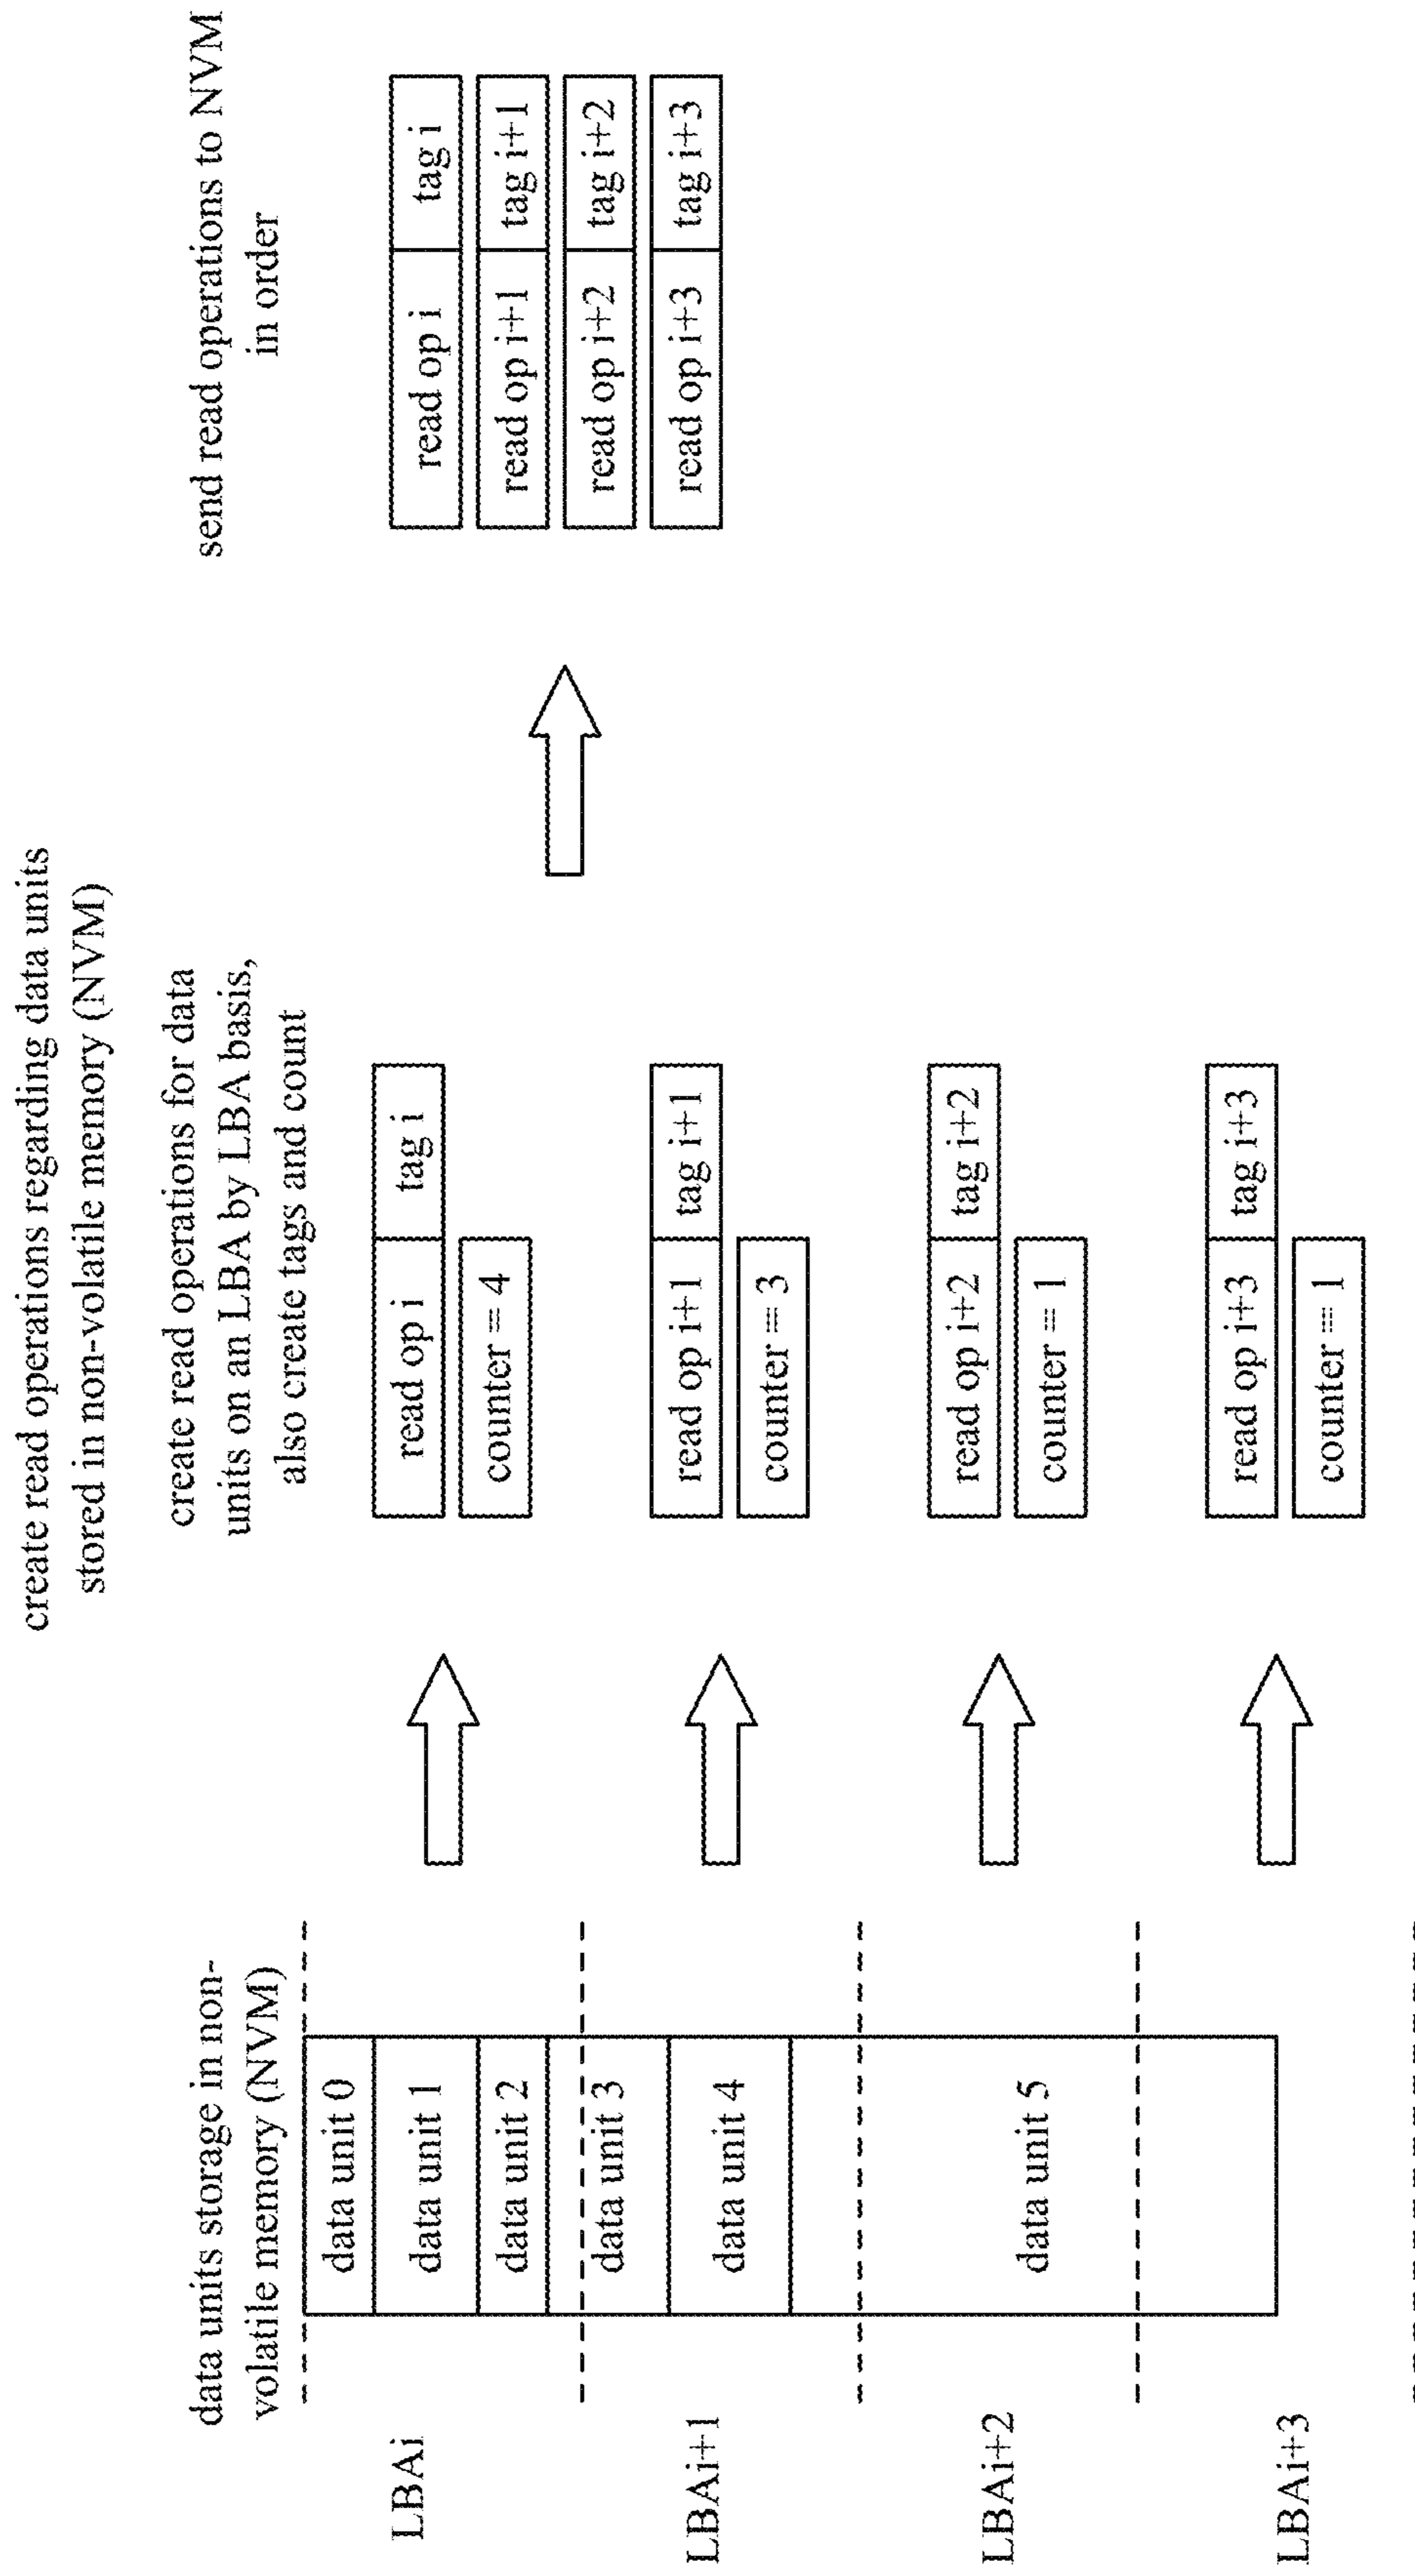 create read operations regarding data units
stored in non-volatile memory (NVM)
data units storage in non-
volatile memory (NVM)
create read operations for data
units on an LBA by LBA basis,
also create tags and count
send read operations to NVM
in order
LBAi
data unit 0
data unit 1
data unit 2
read op i
tag i
counter = 4
LBAi+1
data unit 3
data unit 4
read op i+1
tag i+1
counter = 3
LBAi+2
data unit 5
read op i+2
tag i+2
counter = 1
LBAi+3
read op i+3
tag i+3
counter = 1
read op i
tag i
read op i+1
tag i+1
read op i+2
tag i+2
read op i+3
tag i+3